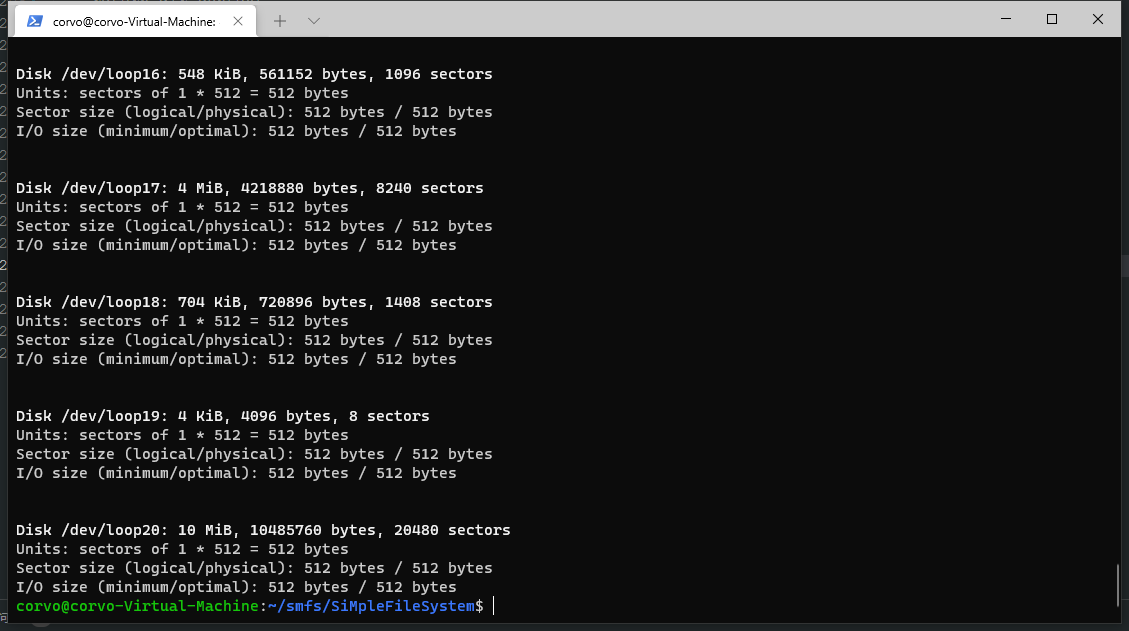 corvo@corvo-Virtual-Machine:
Disk /dev/loop16: 548 KiB, 561152 bytes, 1096 sectors
Units: sectors of 1 * 512 = 512 bytes
Sector size (logical/physical): 512 bytes / 512 bytes
I/O size (minimum/optimal): 512 bytes / 512 bytes
Disk /dev/loop17: 4 MiB, 4218880 bytes, 8240 sectors
Units: sectors of 1 * 512 = 512 bytes
Sector size (logical/physical): 512 bytes / 512 bytes
I/O size (minimum/optimal): 512 bytes / 512 bytes
Disk /dev/loop18: 704 KiB, 720896 bytes, 1408 sectors
Units: sectors of 1 * 512 = 512 bytes
Sector size (logical/physical): 512 bytes / 512 bytes
I/O size (minimum/optimal): 512 bytes / 512 bytes
Disk /dev/loop19: 4 KiB, 4096 bytes, 8 sectors
Units: sectors of 1 * 512 = 512 bytes
Sector size (logical/physical): 512 bytes / 512 bytes
I/O size (minimum/optimal): 512 bytes / 512 bytes
Disk /dev/loop20: 10 MiB, 10485760 bytes, 20480 sectors
Units: sectors of 1 * 512 = 512 bytes
Sector size (logical/physical): 512 bytes / 512 bytes
I/O size (minimum/optimal): 512 bytes / 512 bytes
corvo@corvo-Virtual-Machine:~/smfs/SiMpleFileSystem$